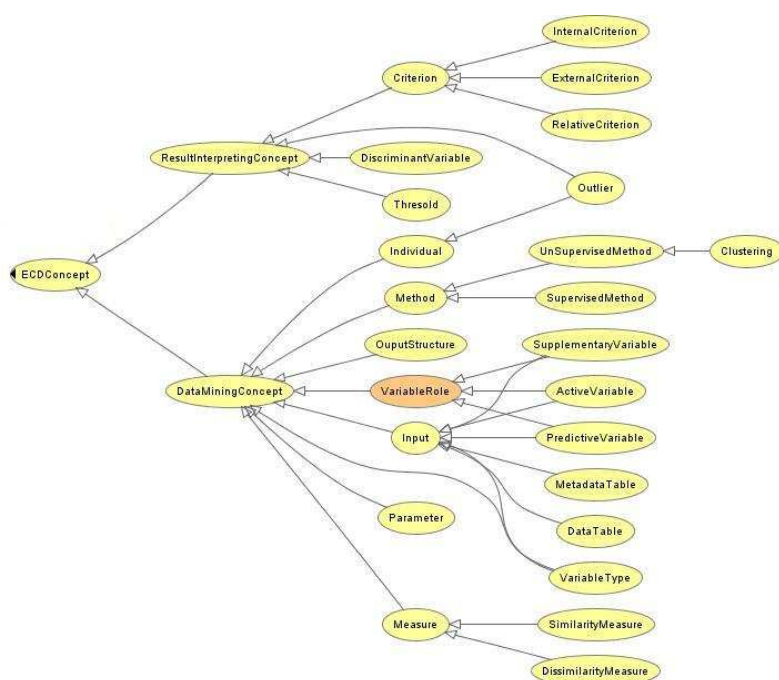 InternalCriterion
Criterion
ExternalCriterion
RelativeCriterion
ResultInterpretingConcept
DiscriminantVariable
Outlier
Thresold
Individual
UnSupervisedMethod
Clustering
ECDConcept
Method
SupervisedMethod
OuputStructure
SupplementaryVariable
DataMiningConcept
VariableRole
ActiveVariable
Input
PredictiveVariable
MetadataTable
Parameter
DataTable
VariableType
Measure
SimilarityMeasure
DissimilarityMeasure